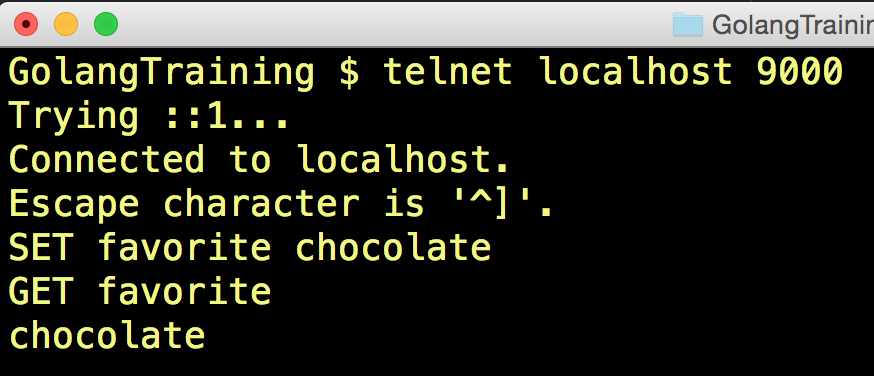 GolangTrainin
GolangTraining $ telnet localhost 9000
Trying ::1...
Connected to localhost.
Escape character is '^]'.
SET favorite chocolate
GET favorite
chocolate